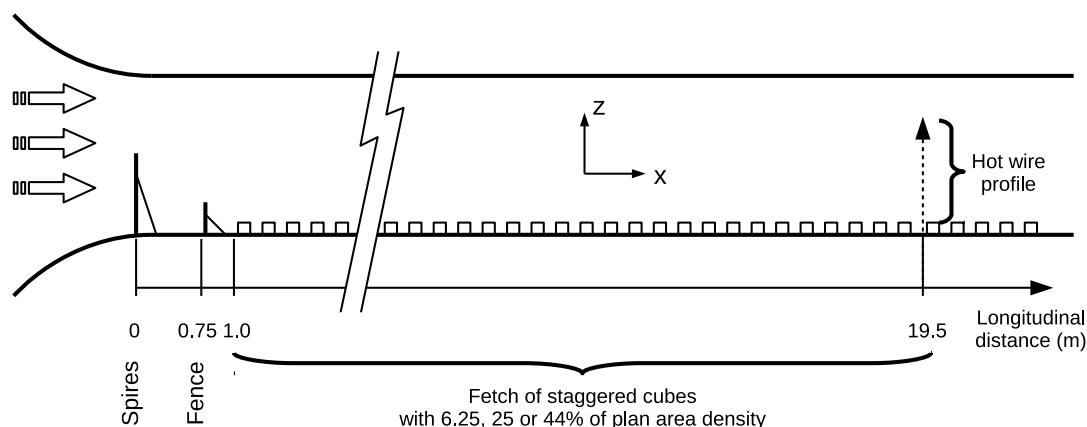 z
x
Hot wire
profile
0
0.75
1.0
19.5
Longitudinal
distance (m)
Spires
Fence
Fetch of staggered cubes
with 6.25, 25 or 44% of plan area density